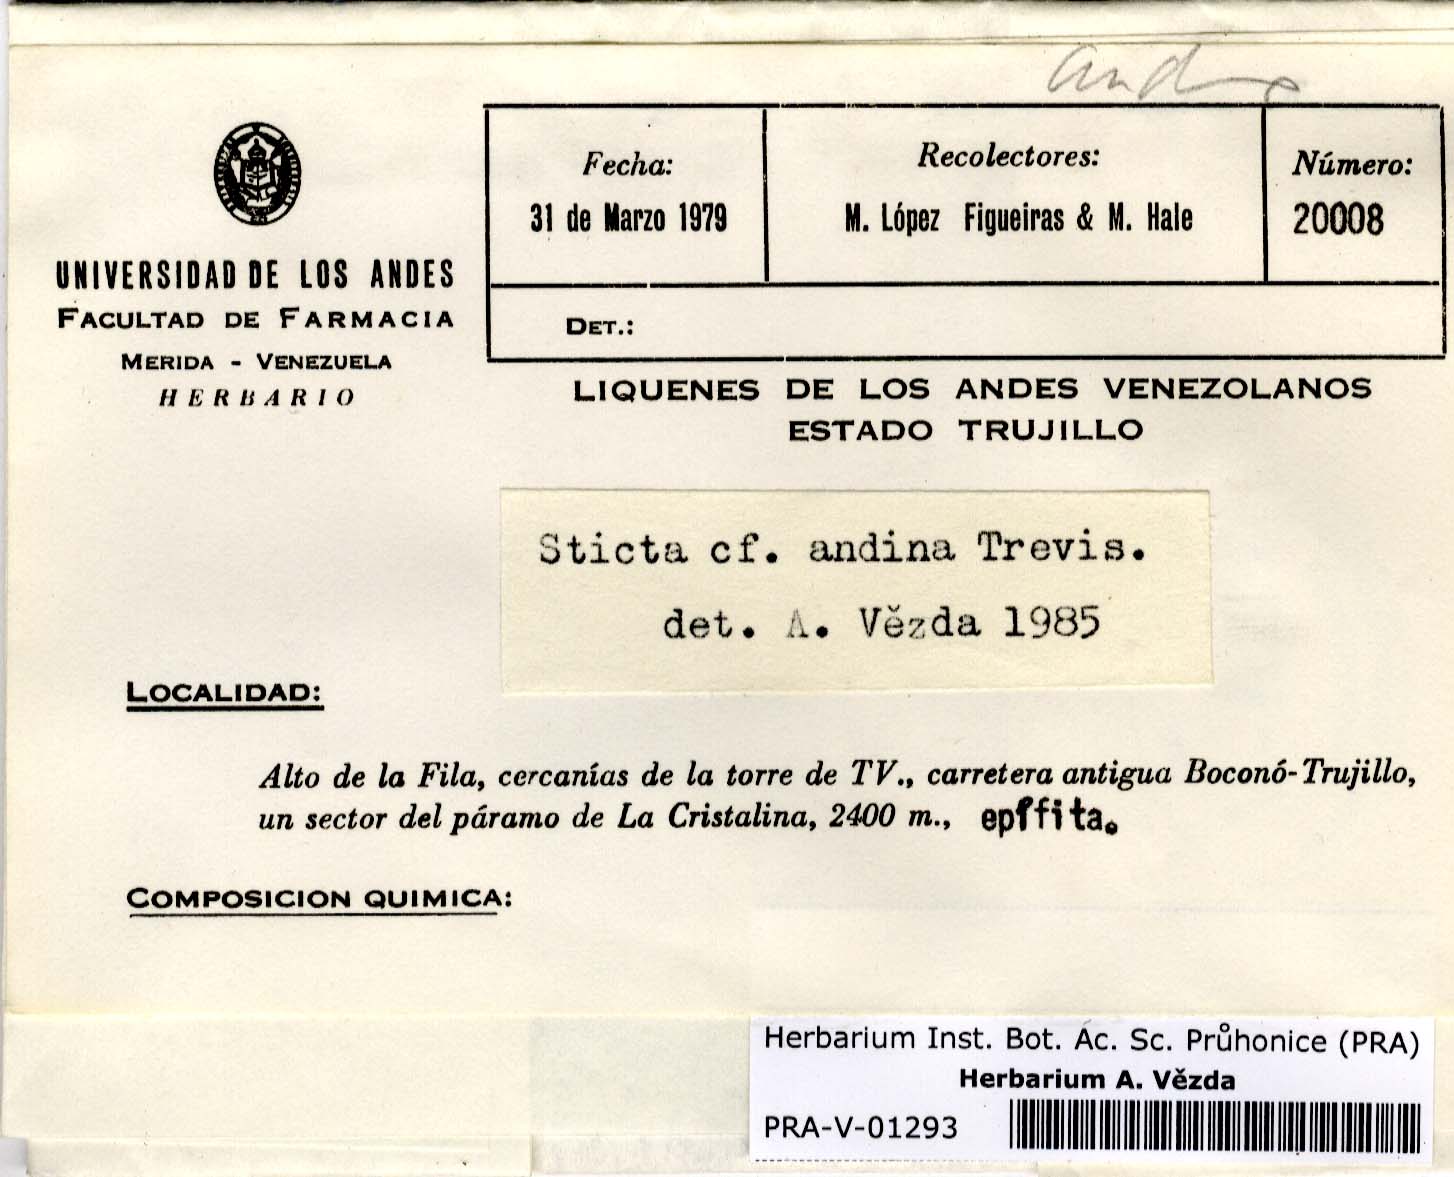 Fecha:
31 de Marzo 1979
Recolectores:
M. López Figueiras & M. Hale
Número:
20008
DET.:
UNIVERSIDAD DE LOS ANDES
FACULTAD DE FARMACIA
MERIDA - VENEZUELA
HERBARIO
LIQUENES DE LOS ANDES VENEZOLANOS
ESTADO TRUJILLO
Sticta cf. andina Trevis.
det. A. Vězda 1985
LOCALIDAD:
Alto de la Fila, cercanías de la torre de TV., carretera antigua Boconó-Trujillo,
un sector del páramo de La Cristalina, 2400 m., epffita.
COMPOSICION QUIMICA:
Herbarium Inst. Bot. Ac. Sc. Průhonice (PRA)
Herbarium A. Vězda
PRA-V-01293